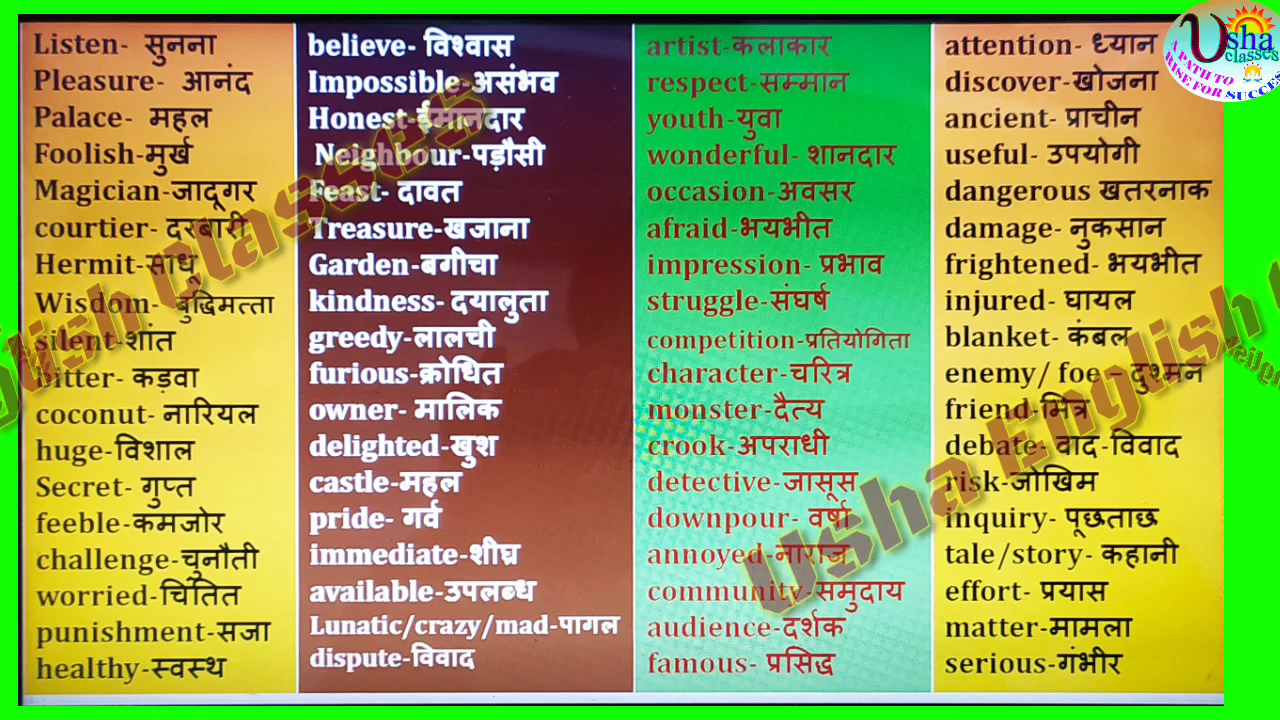 Listen- सुनना
Pleasure- आनंद
Palace- महल
Foolish-मुर्ख
Magician-जादूगर
courtier- दरबारी
Hermit-साधु
Wisdom- बुद्धिमत्ता
silent-शांत
bitter- कड़वा
coconut- नारियल
huge-विशाल
Secret- गुप्त
feeble-कमजोर
challenge-चुनौती
worried-चिंतित
punishment-सजा
healthy-स्वस्थ
believe- विश्वास
Impossible-असंभव
Honest-ईमानदार
Neighbour-पड़ौसी
Feast- दावत
Treasure-खजाना
Garden-बगीचा
kindness- दयालुता
greedy-लालची
furious-क्रोधित
owner- मालिक
delighted-खुश
castle-महल
pride- गर्व
immediate-शीघ्र
available-उपलब्ध
Lunatic/crazy/mad-पागल
dispute-विवाद
artist-कलाकार
respect-सम्मान
youth-युवा
wonderful- शानदार
occasion-अवसर
afraid-भयभीत
impression- प्रभाव
struggle-संघर्ष
competition-प्रतियोगिता
character-चरित्र
monster-दैत्य
crook-अपराधी
detective-जासूस
downpour- वर्षा
annoyed-नाराज
community-समुदाय
audience-दर्शक
famous- प्रसिद्ध
attention- ध्यान
discover-खोजना
ancient- प्राचीन
useful- उपयोगी
dangerous खतरनाक
damage- नुकसान
frightened- भयभीत
injured- घायल
blanket- कंबल
enemy/ foe - दुश्मन
friend-मित्र
debate- वाद-विवाद
risk-जोखिम
inquiry- पूछताछ
tale/story- कहानी
effort- प्रयास
matter-मामला
serious-गंभीर
Usha
classes
A PATH TO
RISE FOR SUCCESS
English Classes
Usha English